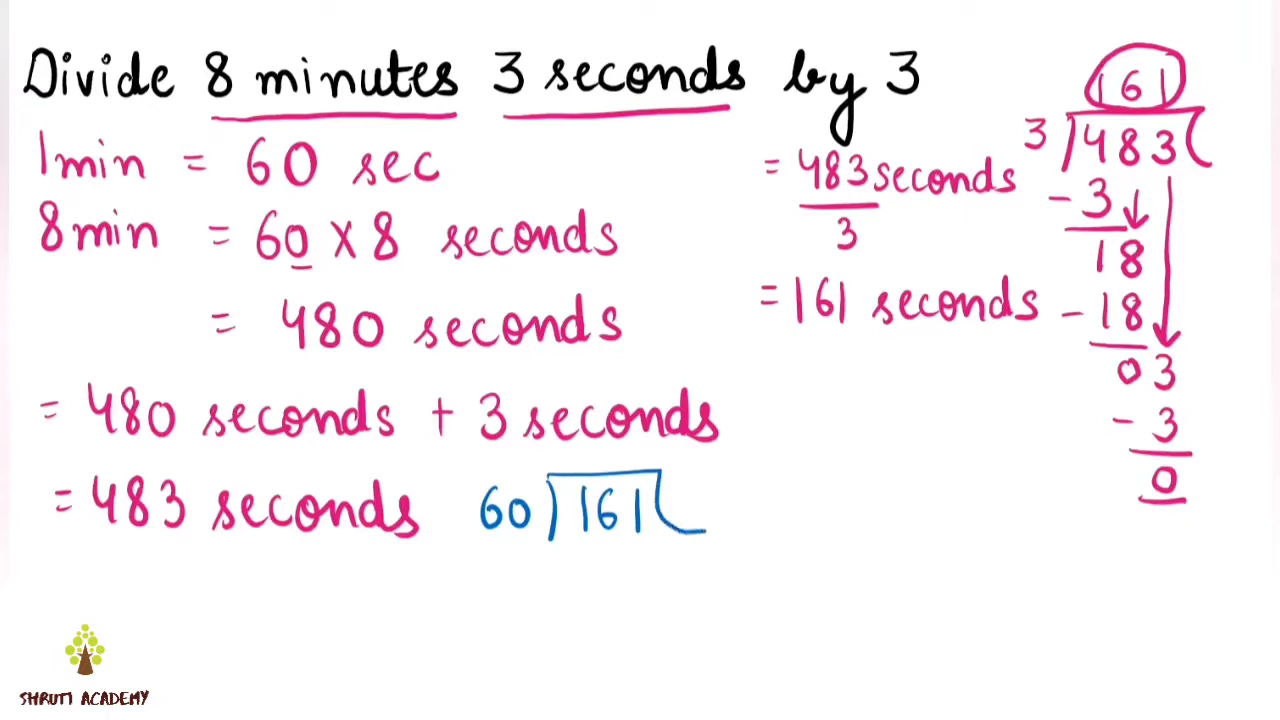 Divide 8 minutes 3 seconds by 3
1min = 60 sec
8min = 60 × 8 seconds
= 480 seconds
= 480 seconds + 3 seconds
= 483 seconds
60)161(
= 483 seconds
3
= 161 seconds
161
3)483(
-3
18
-18
03
-3
0
SHRUTI ACADEMY